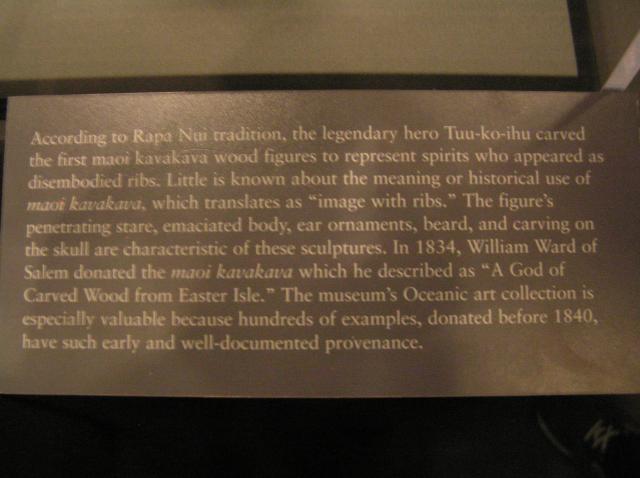 According to Rapa Nui tradition, the legendary hero Tuu-ko-ihu carved
the first maoi kavakava wood figures to represent spirits who appeared as
disembodied ribs. Little is known about the meaning or historical use of
maoi kavakava, which translates as “image with ribs.” The figure’s
penetrating stare, emaciated body, ear ornaments, beard, and carving on
the skull are characteristic of these sculptures. In 1834, William Ward of
Salem donated the maoi kavakava which he described as “A God of
Carved Wood from Easter Isle.” The museum’s Oceanic art collection is
especially valuable because hundreds of examples, donated before 1840,
have such early and well-documented provenance.